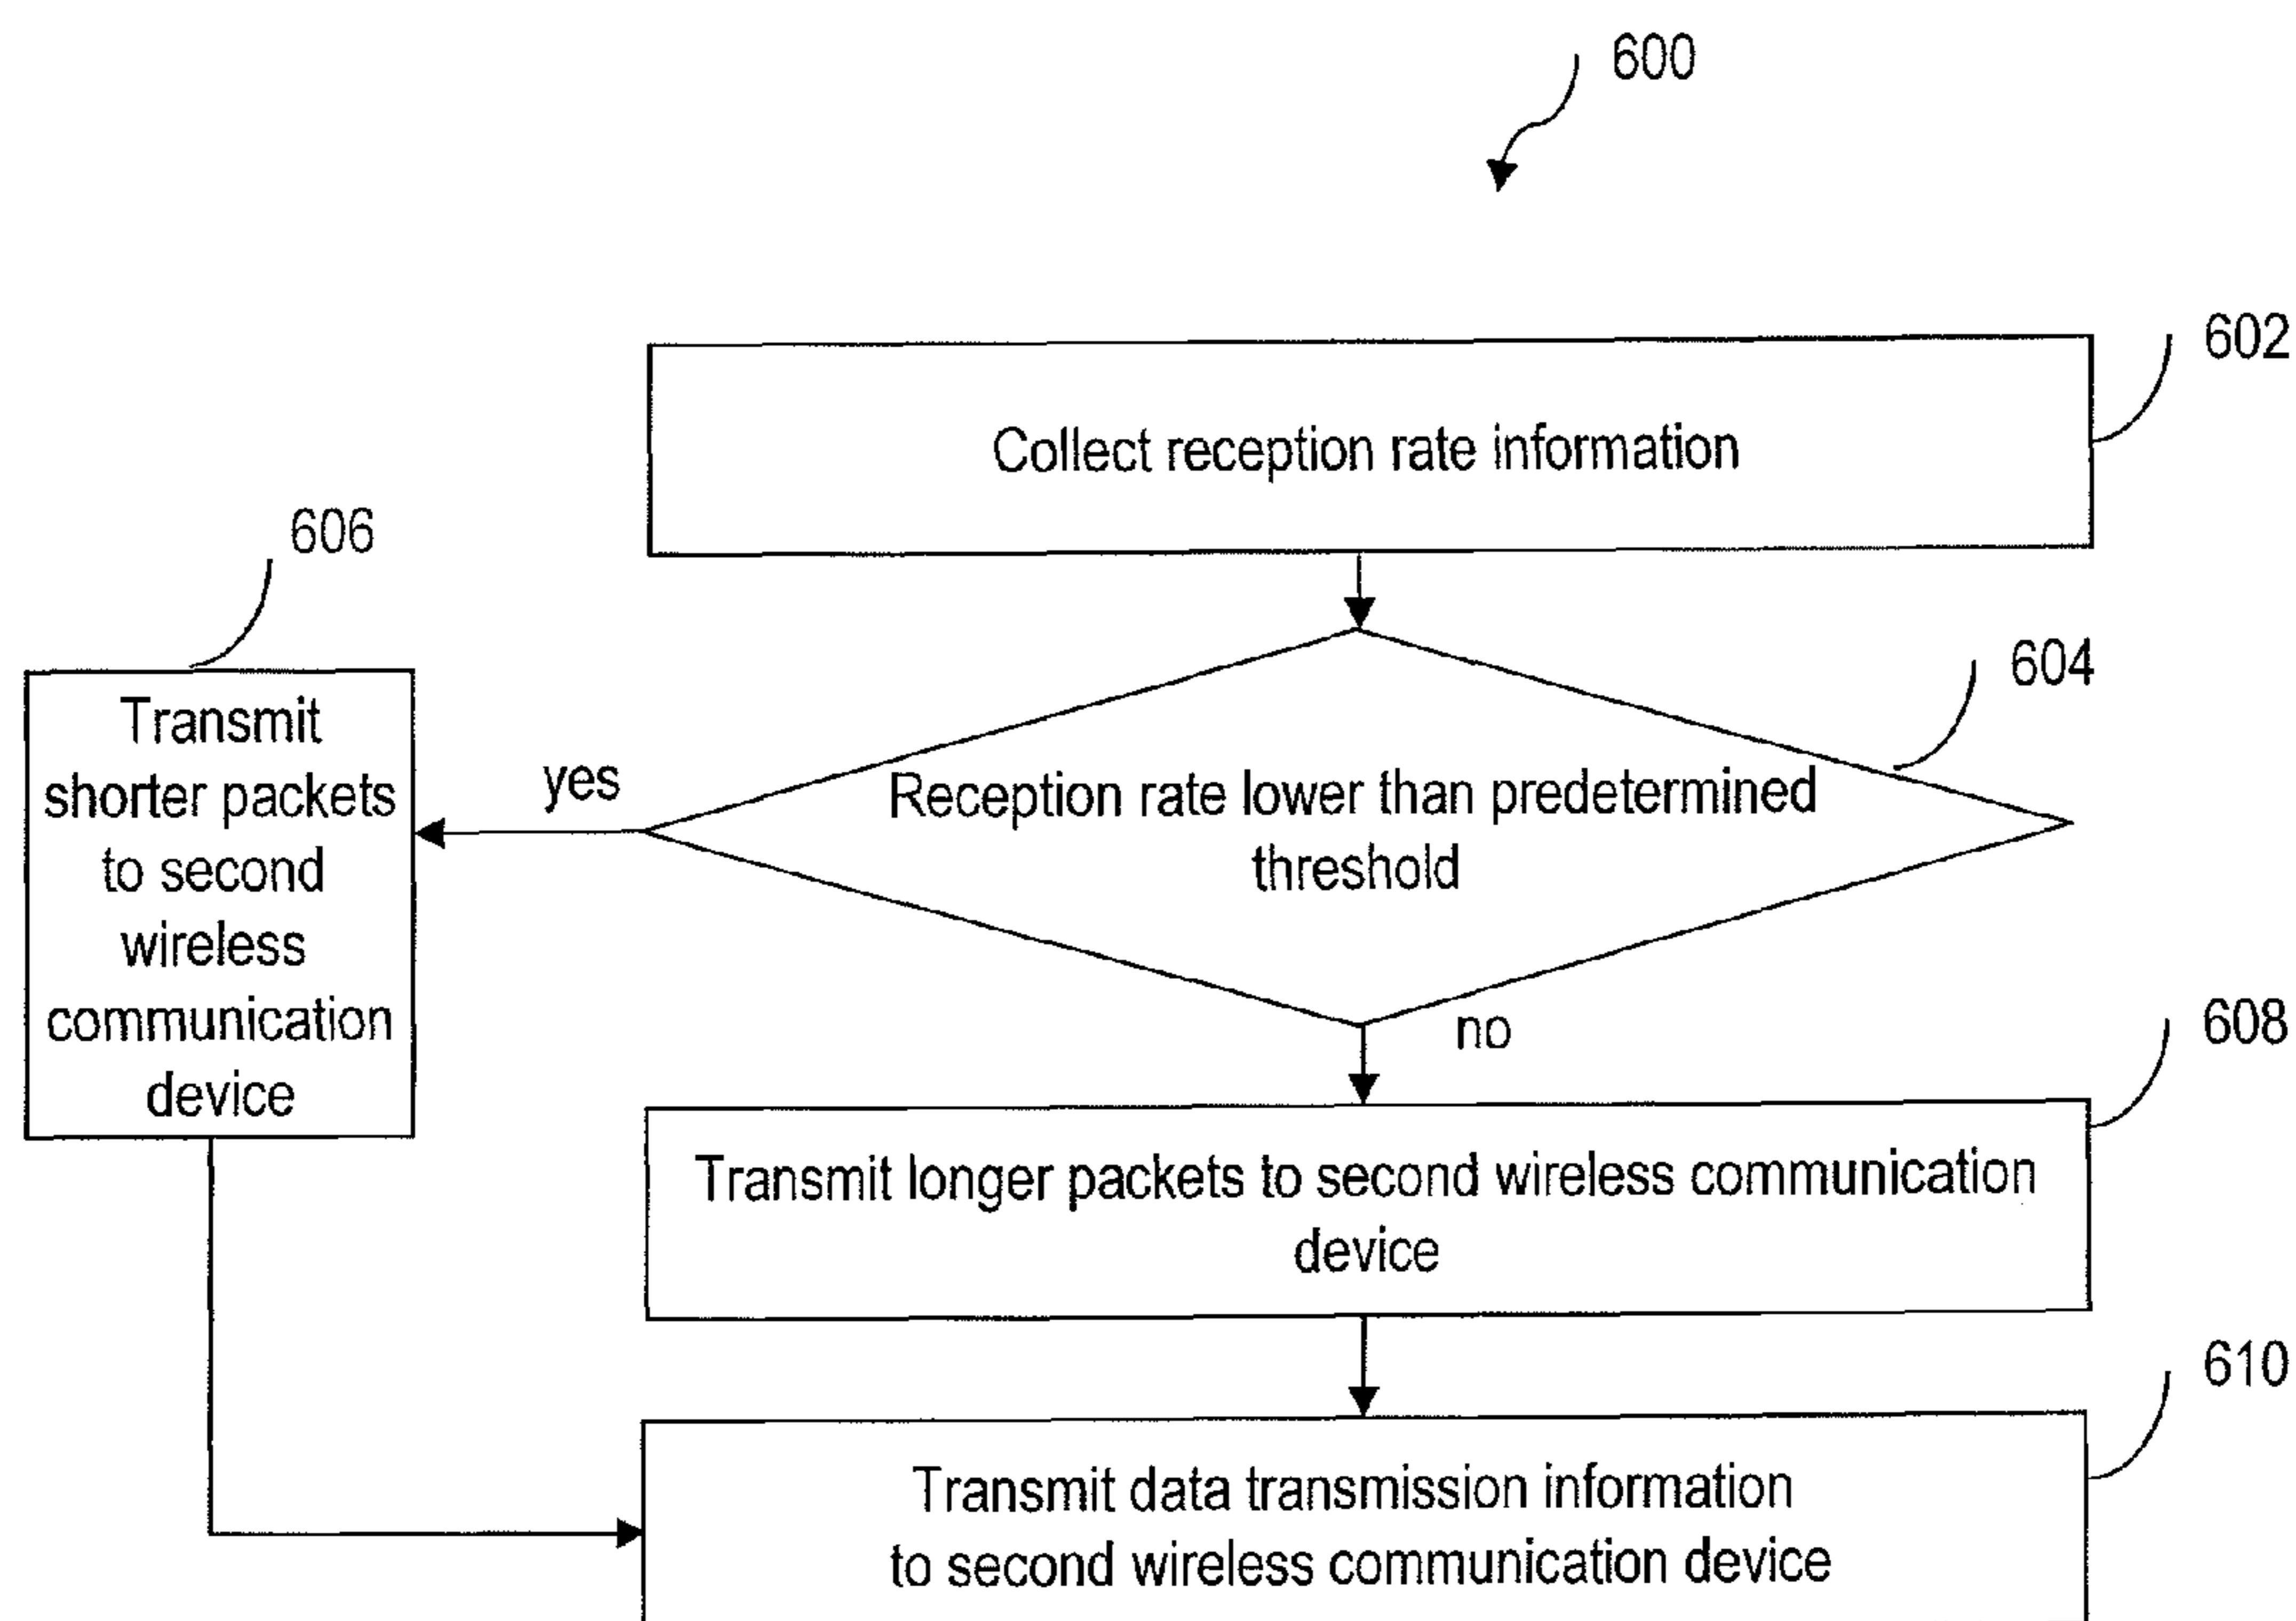 600
602
Collect reception rate information
606
604
Transmit
shorter packets
to second
wireless
communication
device
yes
Reception rate lower than predetermined
threshold
no
608
Transmit longer packets to second wireless communication
device
610
Transmit data transmission information
to second wireless communication device